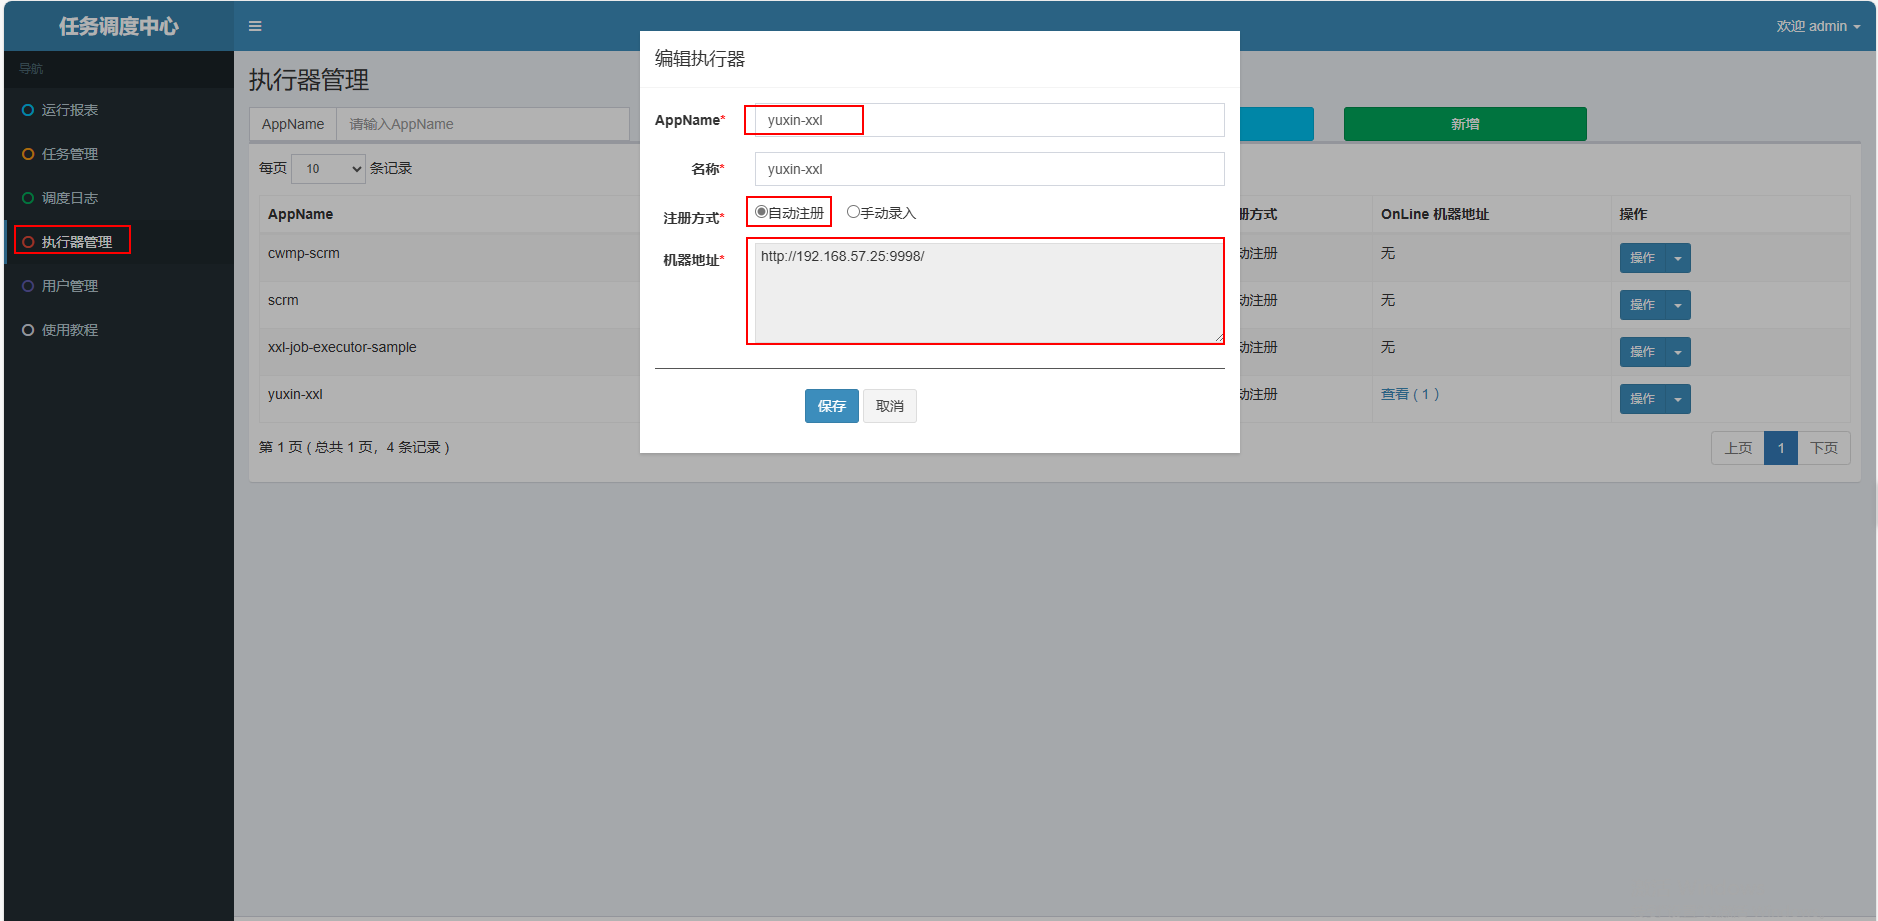 任务调度中心
欢迎 admin
导航
运行报表
任务管理
调度日志
执行器管理
用户管理
使用教程
执行器管理
AppName
请输入AppName
新增
每页 10 条记录
AppName
册方式
OnLine 机器地址
操作
cwmp-scrm
动注册
无
操作
scrm
动注册
无
操作
xxl-job-executor-sample
动注册
无
操作
yuxin-xxl
动注册
查看 ( 1 )
操作
第 1 页 ( 总共 1 页，4 条记录 )
上页
1
下页
编辑执行器
AppName*
yuxin-xxl
名称*
yuxin-xxl
注册方式*
自动注册
手动录入
机器地址*
http://192.168.57.25:9998/
保存
取消